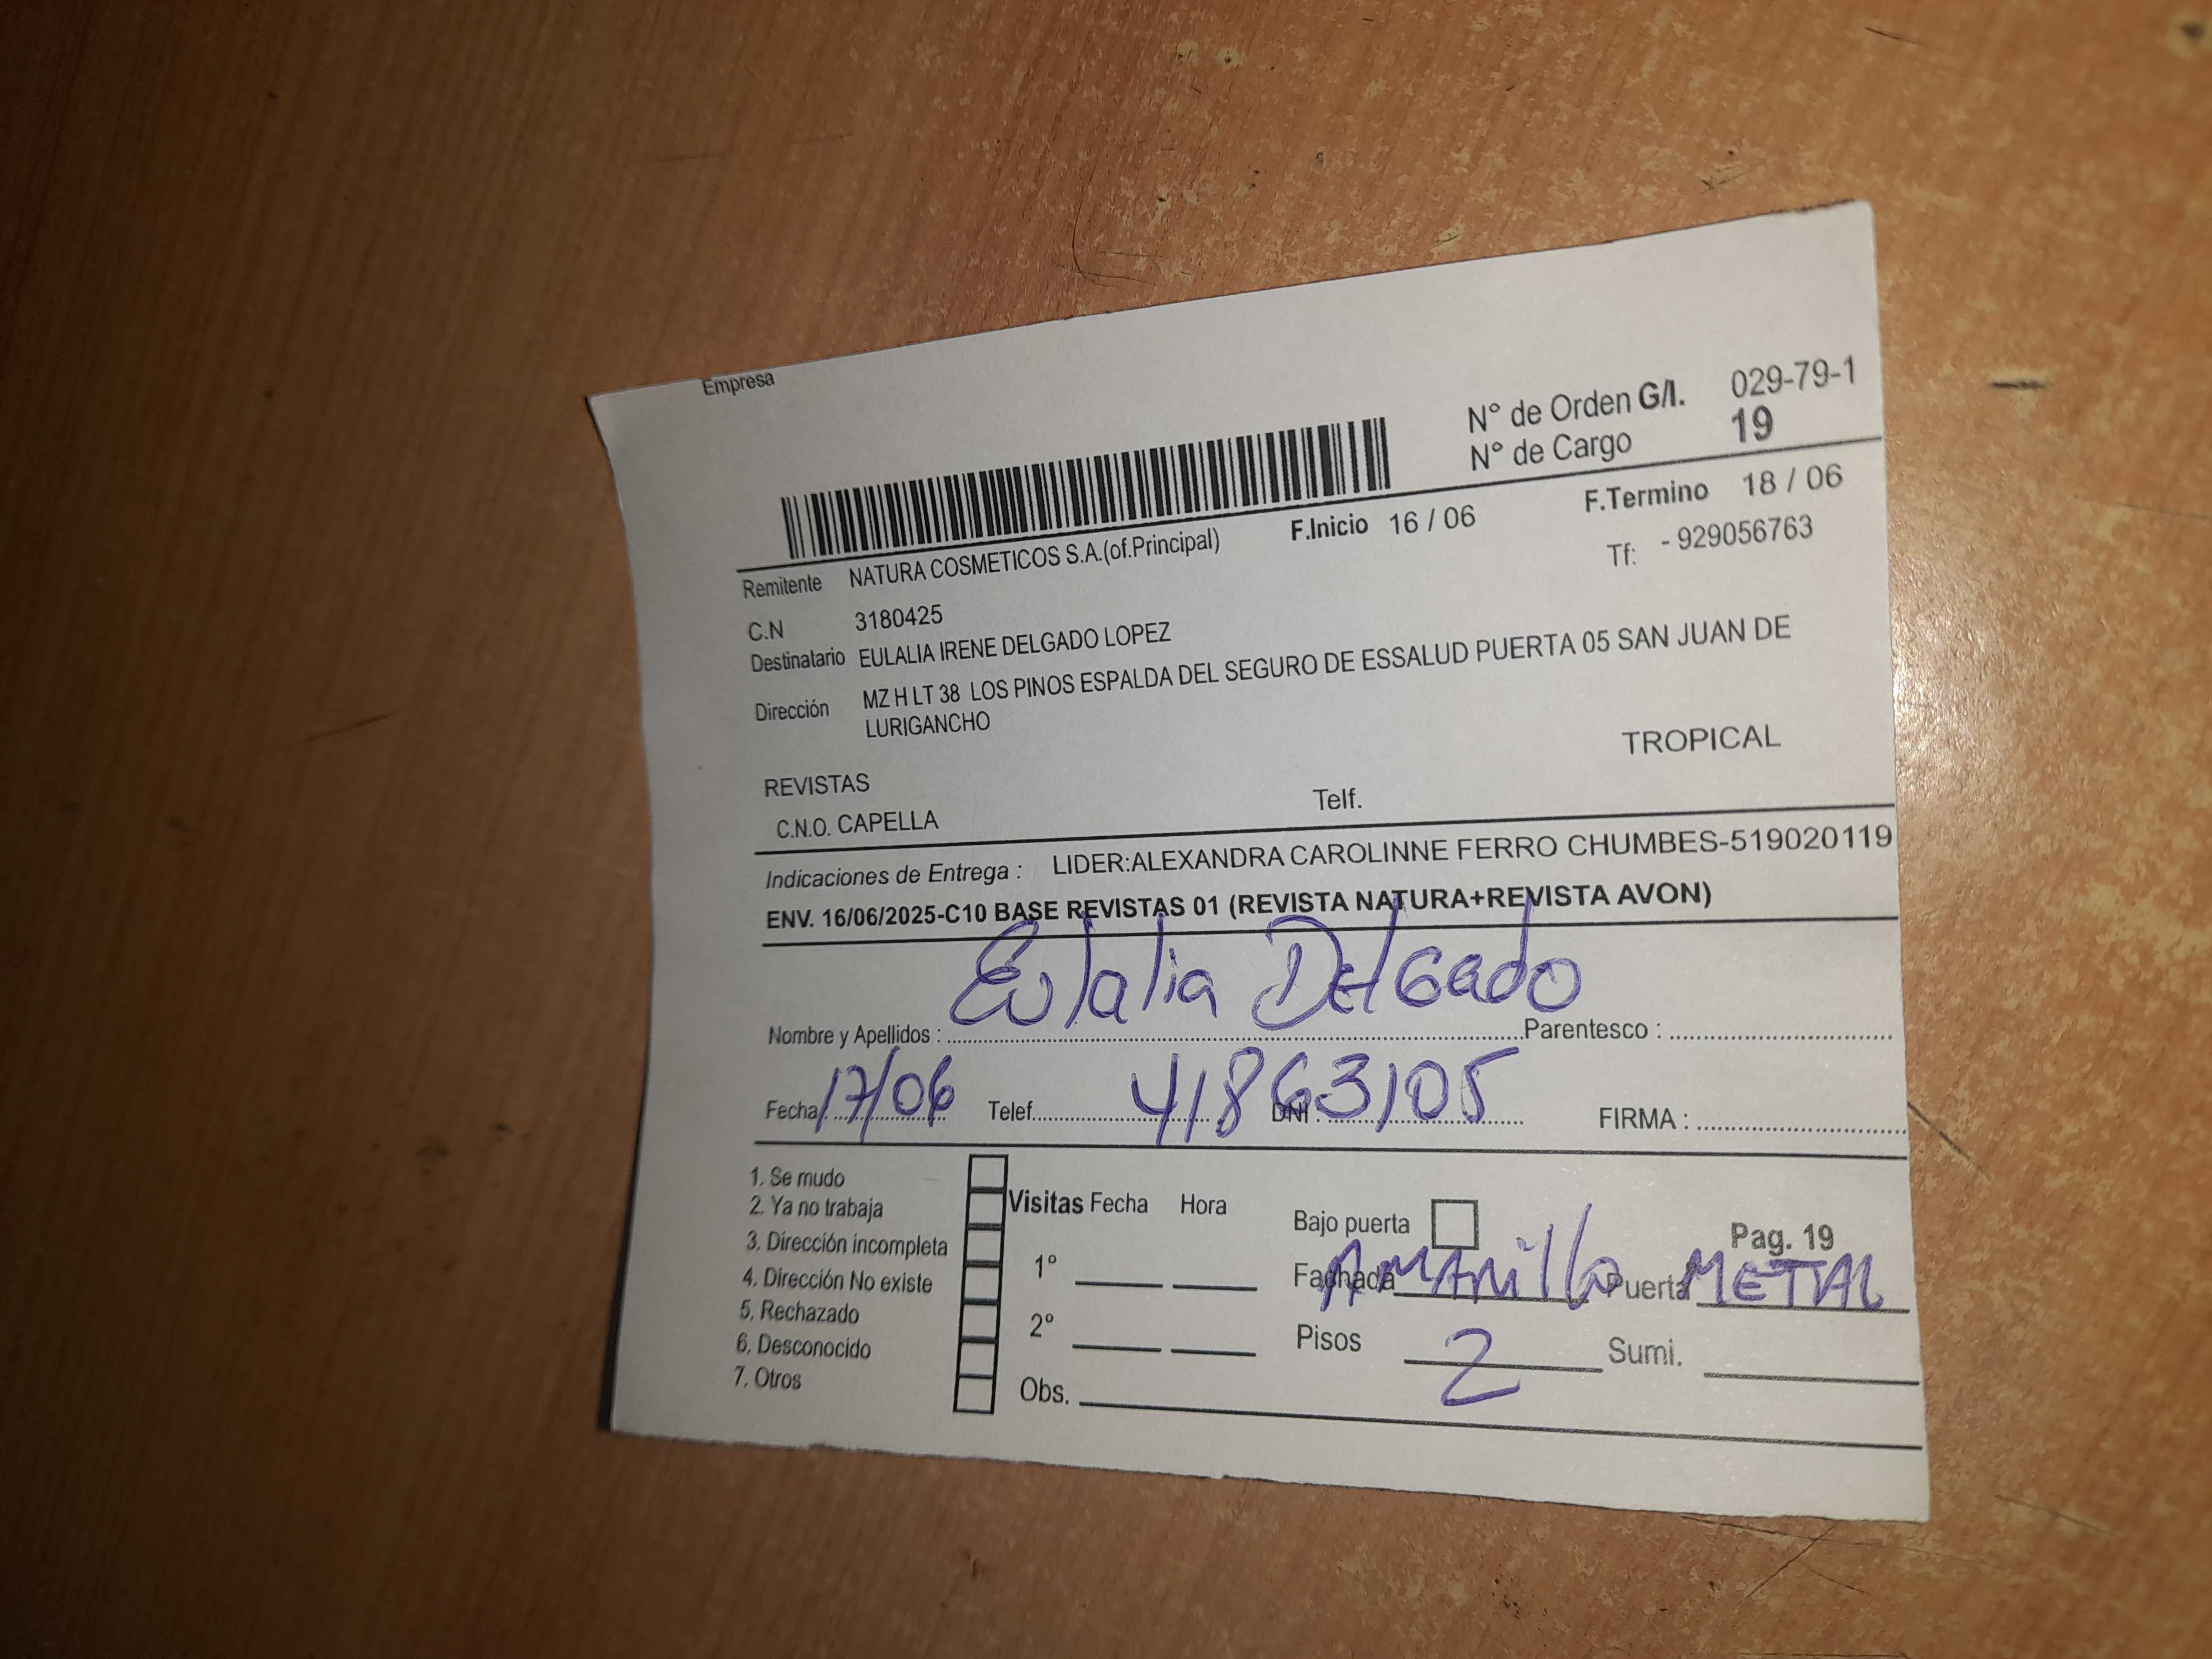 Empresa
N° de Orden G/I. 029-79-1
N° de Cargo 19
Remitente NATURA COSMETICOS S.A.(of.Principal) F.Inicio 16 / 06 F.Termino 18 / 06
C.N 3180425 Tf: - 929056763
Destinatario EULALIA IRENE DELGADO LOPEZ
Dirección MZ H LT 38 LOS PINOS ESPALDA DEL SEGURO DE ESSALUD PUERTA 05 SAN JUAN DE
LURIGANCHO
TROPICAL
REVISTAS
C.N.O. CAPELLA Telf.
Indicaciones de Entrega : LIDER:ALEXANDRA CAROLINNE FERRO CHUMBES-519020119
ENV. 16/06/2025-C10 BASE REVISTAS 01 (REVISTA NATURA+REVISTA AVON)
Nombre y Apellidos : Eulalia Delgado Parentesco :
Fecha: 17/06 Telef. DNI : 41863105 FIRMA :
1. Se mudo
2. Ya no trabaja
3. Dirección incompleta
4. Dirección No existe
5. Rechazado
6. Desconocido
7. Otros
Visitas Fecha Hora
1°
2°
Obs.
Bajo puerta Pag. 19
Fachada AMARillo Puerta METAL
Pisos 2 Sumi.